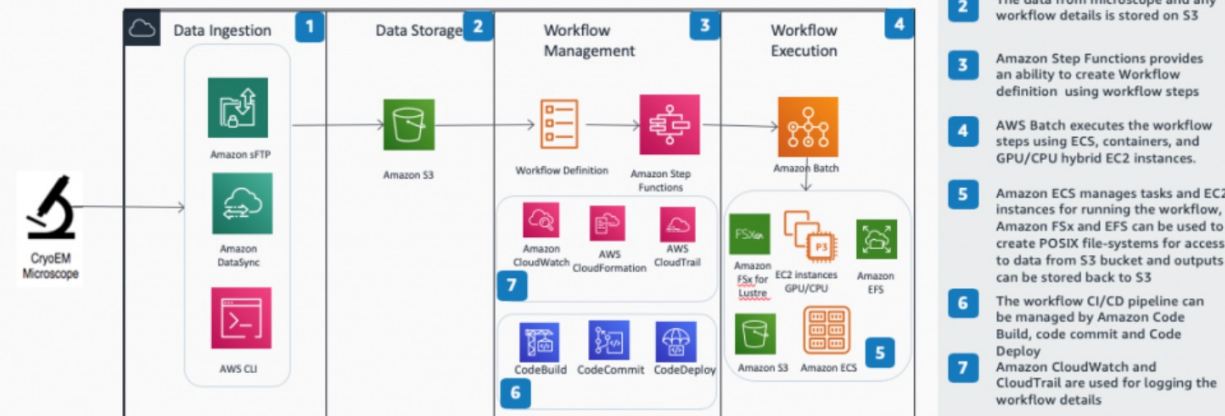 Data Ingestion
1
Data Storage
2
Workflow
Management
3
Workflow
Execution
4
Amazon sFTP
Amazon
DataSync
AWS CLI
CryoEM
Microscope
Amazon S3
Workflow Definition
Amazon Step
Functions
Amazon Batch
Amazon
CloudWatch
AWS
CloudFormation
AWS
CloudTrail
7
CodeBuild
CodeCommit
CodeDeploy
6
FSx
Amazon
FSx for
Lustre
P3
EC2 instances
GPU/CPU
Amazon
EFS
Amazon S3
Amazon ECS
5
2
The data from microscope and any
workflow details is stored on S3
3
Amazon Step Functions provides
an ability to create Workflow
definition using workflow steps
4
AWS Batch executes the workflow
steps using ECS, containers, and
GPU/CPU hybrid EC2 instances.
5
Amazon ECS manages tasks and EC2
instances for running the workflow,
Amazon FSx and EFS can be used to
create POSIX file-systems for access
to data from S3 bucket and outputs
can be stored back to S3
6
The workflow CI/CD pipeline can
be managed by Amazon Code
Build, code commit and Code
Deploy
7
Amazon CloudWatch and
CloudTrail are used for logging the
workflow details